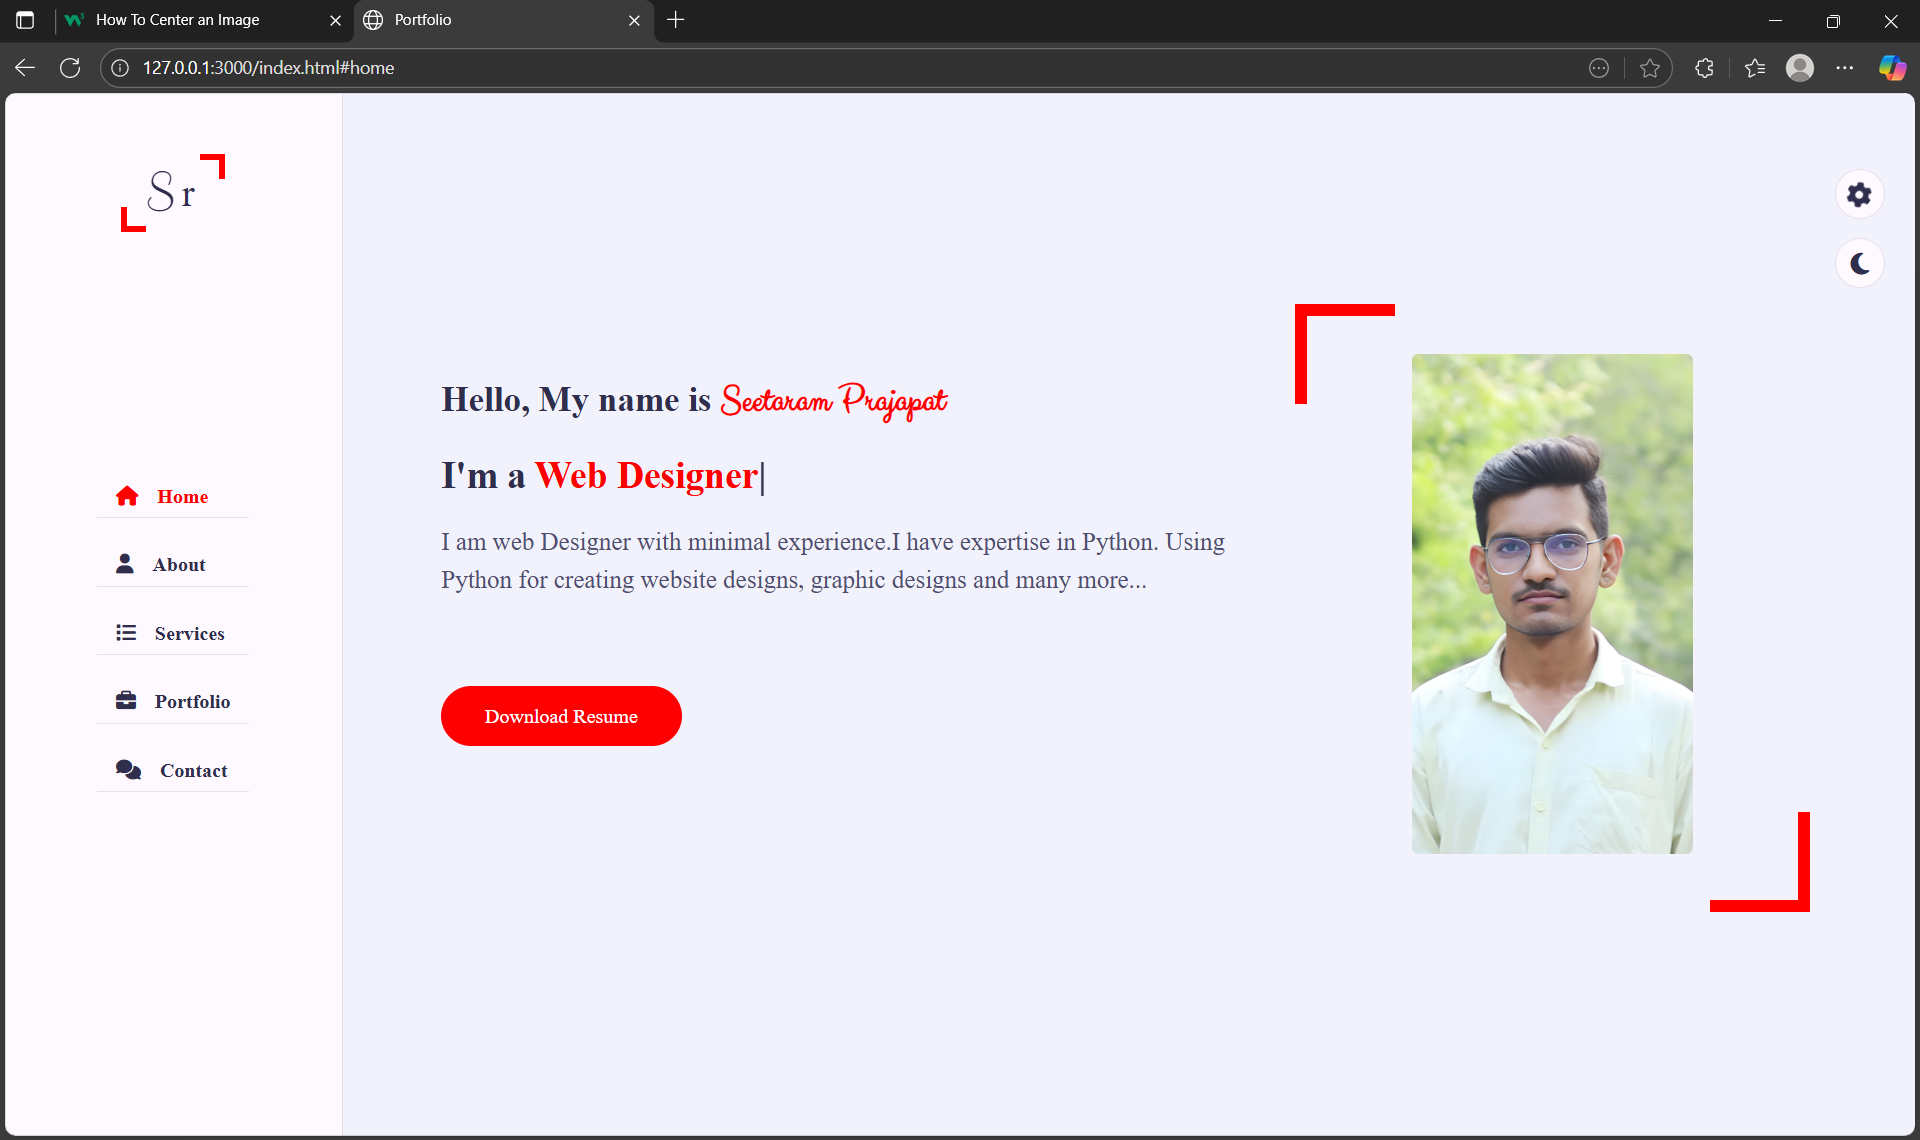 How To Center an Image
Portfolio
127.0.0.1:3000/index.html#home
Sr
Home
About
Services
Portfolio
Contact
Hello, My name is Seetaram Prajapat
I'm a Web Designer|
I am web Designer with minimal experience.I have expertise in Python. Using
Python for creating website designs, graphic designs and many more...
Download Resume